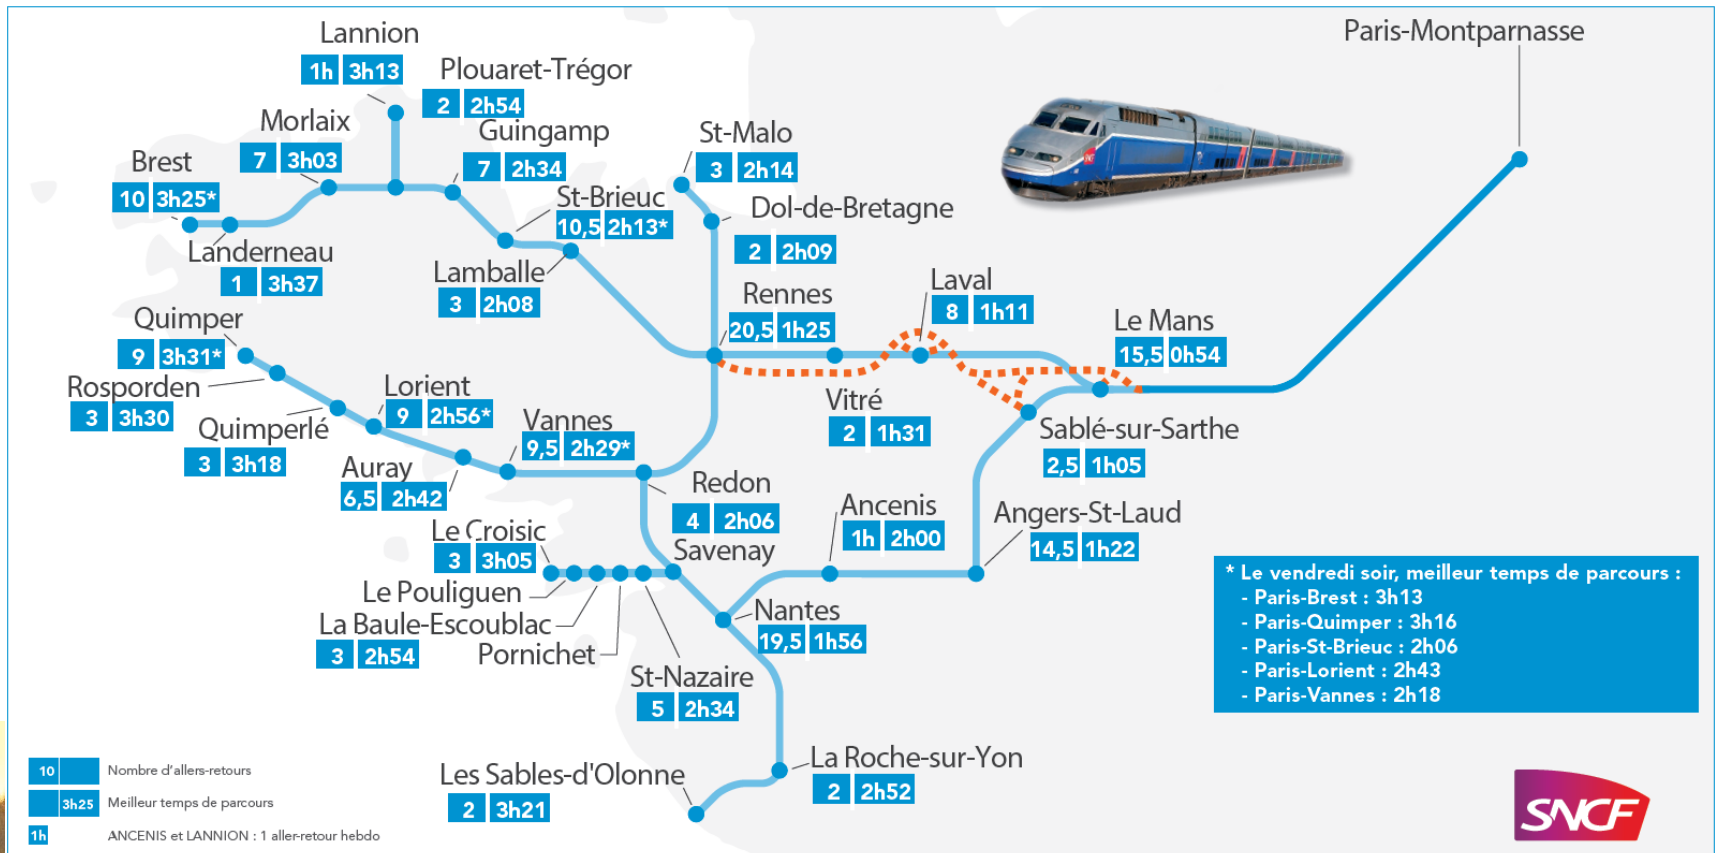 Paris-Montparnasse
Lannion
1h 3h13
Plouaret-Trégor
2 2h54
Morlaix
7 3h03
Guingamp
7 2h34
St-Malo
3 2h14
Brest
10 3h25*
St-Brieuc
10,5 2h13*
Dol-de-Bretagne
2 2h09
Landerneau
1 3h37
Lamballe
3 2h08
Rennes
20,5 1h25
Laval
8 1h11
Le Mans
15,5 0h54
Quimper
9 3h31*
Rosporden
3 3h30
Lorient
9 2h56*
Vitré
2 1h31
Quimperlé
3 3h18
Vannes
9,5 2h29*
Sablé-sur-Sarthe
2,5 1h05
Auray
6,5 2h42
Redon
4 2h06
Ancenis
1h 2h00
Angers-St-Laud
14,5 1h22
Le Croisic
3 3h05
Savenay
Le Pouliguen
La Baule-Escoublac
3 2h54
Pornichet
Nantes
19,5 1h56
St-Nazaire
5 2h34
* Le vendredi soir, meilleur temps de parcours :
- Paris-Brest : 3h13
- Paris-Quimper : 3h16
- Paris-St-Brieuc : 2h06
- Paris-Lorient : 2h43
- Paris-Vannes : 2h18
La Roche-sur-Yon
2 2h52
Les Sables-d'Olonne
2 3h21
10 Nombre d'allers-retours
3h25 Meilleur temps de parcours
1h ANCENIS et LANNION : 1 aller-retour hebdo
SNCF